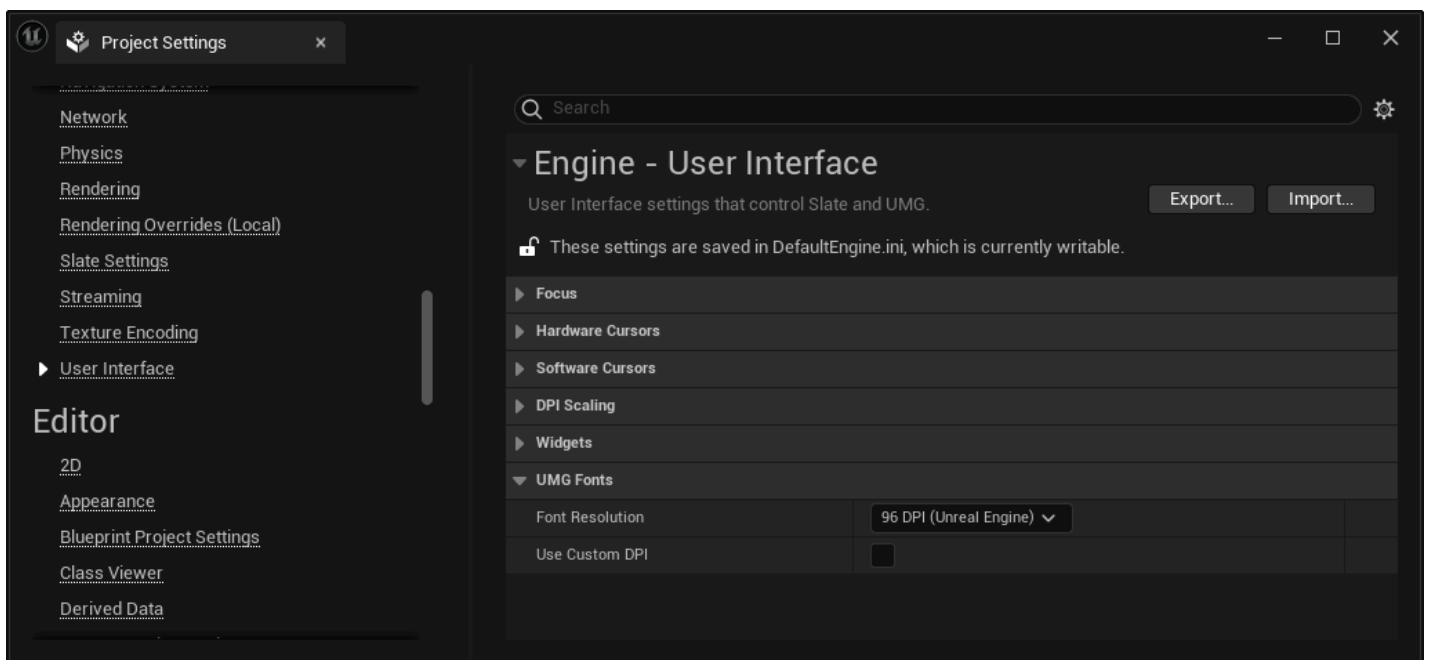 Project Settings
Network
Physics
Rendering
Rendering Overrides (Local)
Slate Settings
Streaming
Texture Encoding
User Interface
Editor
2D
Appearance
Blueprint Project Settings
Class Viewer
Derived Data
Search
Engine - User Interface
User Interface settings that control Slate and UMG.
Export...
Import...
These settings are saved in DefaultEngine.ini, which is currently writable.
Focus
Hardware Cursors
Software Cursors
DPI Scaling
Widgets
UMG Fonts
Font Resolution
96 DPI (Unreal Engine)
Use Custom DPI